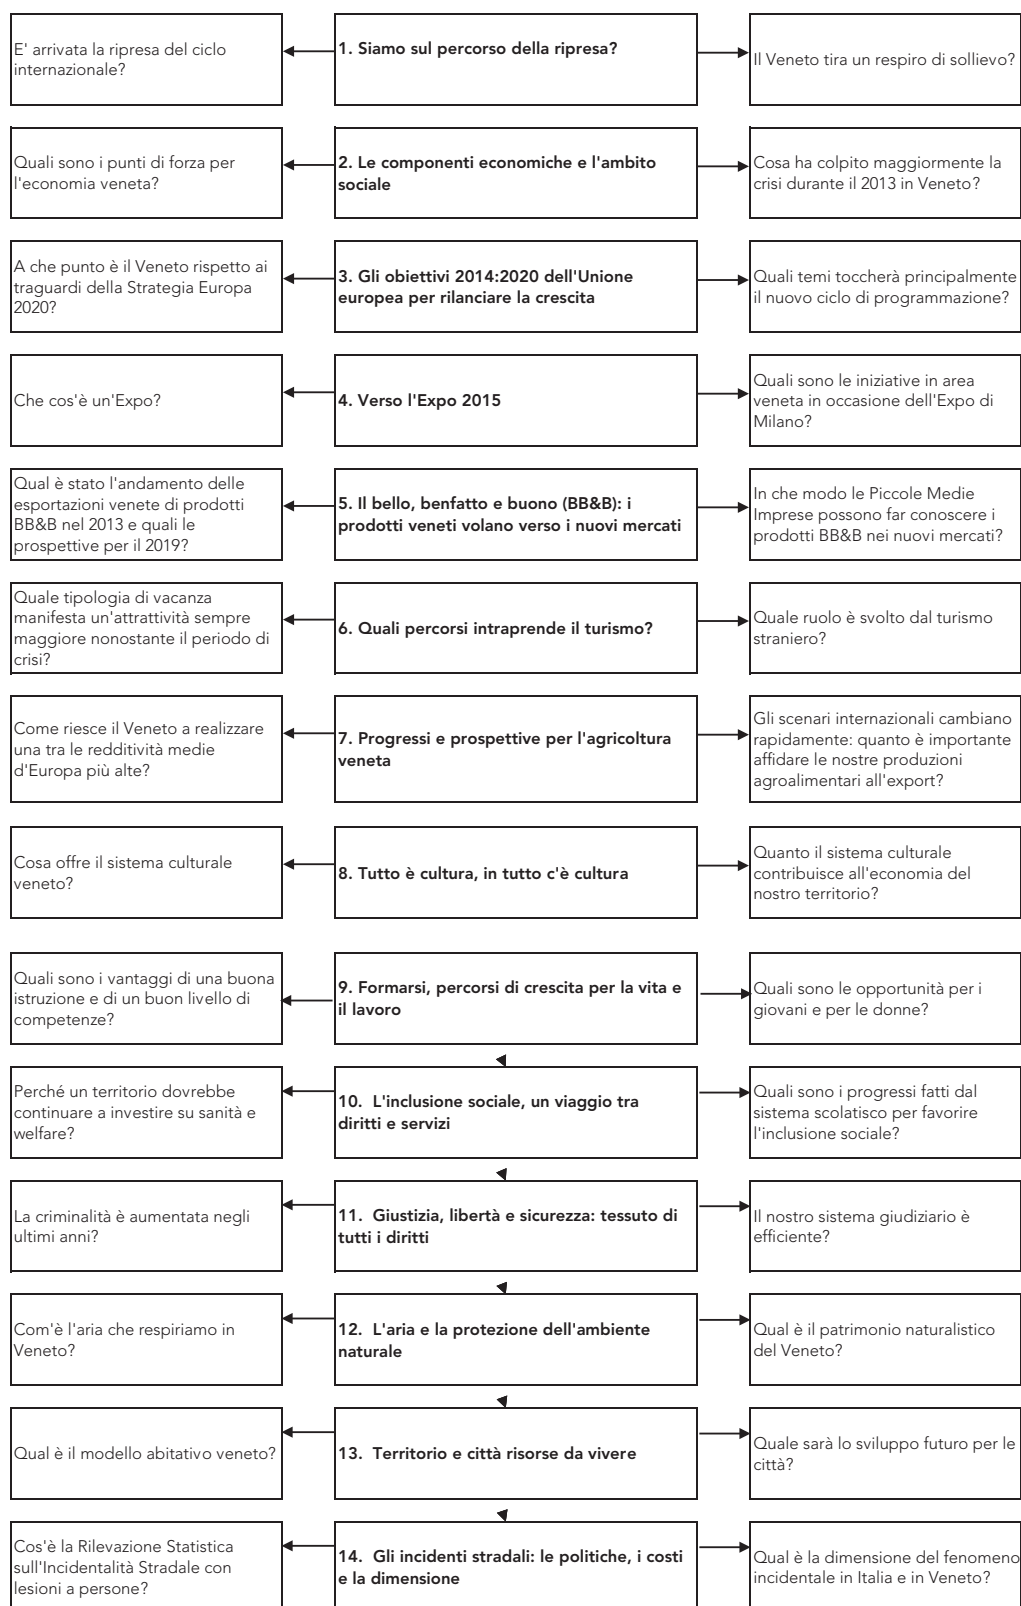 E' arrivata la ripresa del ciclo
internazionale?
1. Siamo sul percorso della ripresa?
Il Veneto tira un respiro di sollievo?
Quali sono i punti di forza per
l'economia veneta?
2. Le componenti economiche e l'ambito
sociale
Cosa ha colpito maggiormente la
crisi durante il 2013 in Veneto?
A che punto è il Veneto rispetto ai
traguardi della Strategia Europa
2020?
3. Gli obiettivi 2014:2020 dell'Unione
europea per rilanciare la crescita
Quali temi toccherà principalmente
il nuovo ciclo di programmazione?
Che cos'è un'Expo?
4. Verso l'Expo 2015
Quali sono le iniziative in area
veneta in occasione dell'Expo di
Milano?
Qual è stato l'andamento delle
esportazioni venete di prodotti
BB&B nel 2013 e quali le
prospettive per il 2019?
5. Il bello, benfatto e buono (BB&B): i
prodotti veneti volano verso i nuovi mercati
In che modo le Piccole Medie
Imprese possono far conoscere i
prodotti BB&B nei nuovi mercati?
Quale tipologia di vacanza
manifesta un'attrattività sempre
maggiore nonostante il periodo di
crisi?
6. Quali percorsi intraprende il turismo?
Quale ruolo è svolto dal turismo
straniero?
Come riesce il Veneto a realizzare
una tra le redditività medie
d'Europa più alte?
7. Progressi e prospettive per l'agricoltura
veneta
Gli scenari internazionali cambiano
rapidamente: quanto è importante
affidare le nostre produzioni
agroalimentari all'export?
Cosa offre il sistema culturale
veneto?
8. Tutto è cultura, in tutto c'è cultura
Quanto il sistema culturale
contribuisce all'economia del
nostro territorio?
Quali sono i vantaggi di una buona
istruzione e di un buon livello di
competenze?
9. Formarsi, percorsi di crescita per la vita e
il lavoro
Quali sono le opportunità per i
giovani e per le donne?
Perché un territorio dovrebbe
continuare a investire su sanità e
welfare?
10. L'inclusione sociale, un viaggio tra
diritti e servizi
Quali sono i progressi fatti dal
sistema scolatisco per favorire
l'inclusione sociale?
La criminalità è aumentata negli
ultimi anni?
11. Giustizia, libertà e sicurezza: tessuto di
tutti i diritti
Il nostro sistema giudiziario è
efficiente?
Com'è l'aria che respiriamo in
Veneto?
12. L'aria e la protezione dell'ambiente
naturale
Qual è il patrimonio naturalistico
del Veneto?
Qual è il modello abitativo veneto?
13. Territorio e città risorse da vivere
Quale sarà lo sviluppo futuro per le
città?
Cos'è la Rilevazione Statistica
sull'Incidentalità Stradale con
lesioni a persone?
14. Gli incidenti stradali: le politiche, i costi
e la dimensione
Qual è la dimensione del fenomeno
incidentale in Italia e in Veneto?